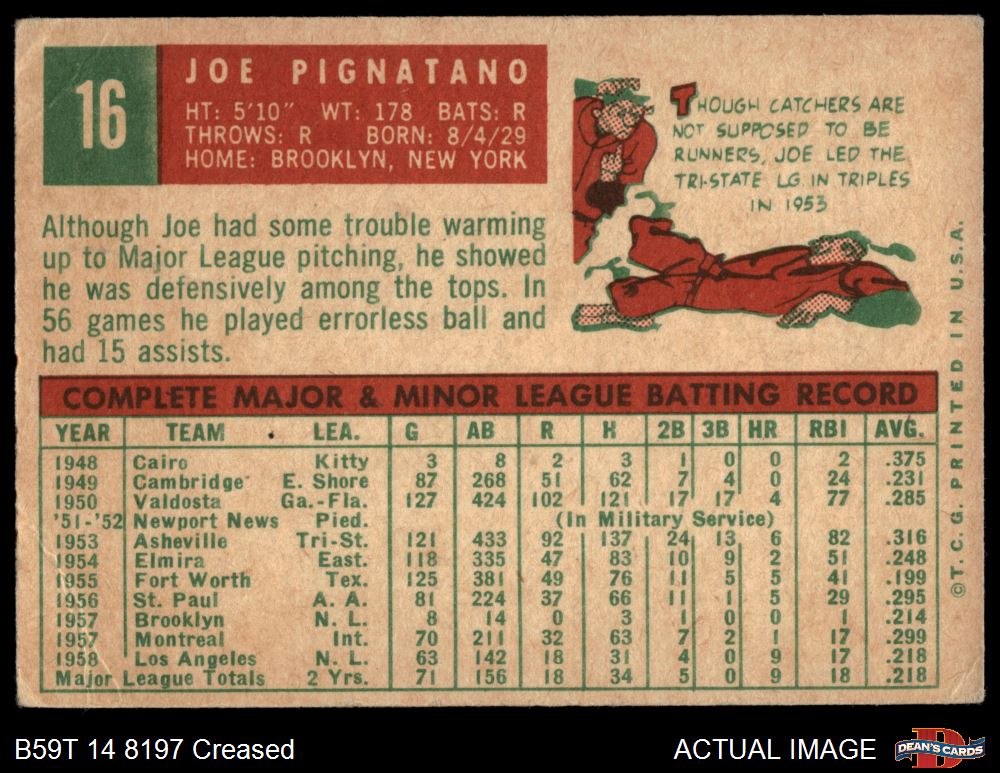 16
JOE PIGNATANO
HT: 5'10" WT: 178 BATS: R
THROWS: R BORN: 8/4/29
HOME: BROOKLYN, NEW YORK
Although Joe had some trouble warming
up to Major League pitching, he showed
he was defensively among the tops. In
56 games he played errorless ball and
had 15 assists.
THOUGH CATCHERS ARE
NOT SUPPOSED TO BE
RUNNERS, JOE LED THE
TRI-STATE LG IN TRIPLES
IN 1953
COMPLETE MAJOR & MINOR LEAGUE BATTING RECORD
YEAR TEAM LEA. G AB R H 2B 3B HR RBI AVG.
1948 Cairo Kitty 3 8 2 3 1 0 0 2 .375
1949 Cambridge E. Shore 87 268 51 62 7 4 0 24 .231
1950 Valdosta Ga.-Fla. 127 424 102 121 17 17 4 77 .285
'51-'52 Newport News Pied. (In Military Service)
1953 Asheville Tri-St. 121 433 92 137 24 13 6 82 .316
1954 Elmira East. 118 335 47 83 10 9 2 51 .248
1955 Fort Worth Tex. 125 381 49 76 11 5 5 41 .199
1956 St. Paul A. A. 81 224 37 66 11 1 5 29 .295
1957 Brooklyn N. L. 8 14 0 3 1 0 0 1 .214
1957 Montreal Int. 70 211 32 63 7 2 1 17 .299
1958 Los Angeles N. L. 63 142 18 31 4 0 9 17 .218
Major League Totals 2 Yrs. 71 156 18 34 5 0 9 18 .218
©T. C. G. PRINTED IN U.S.A.
B59T 14 8197 Creased
ACTUAL IMAGE
D
DEAN'S CARDS